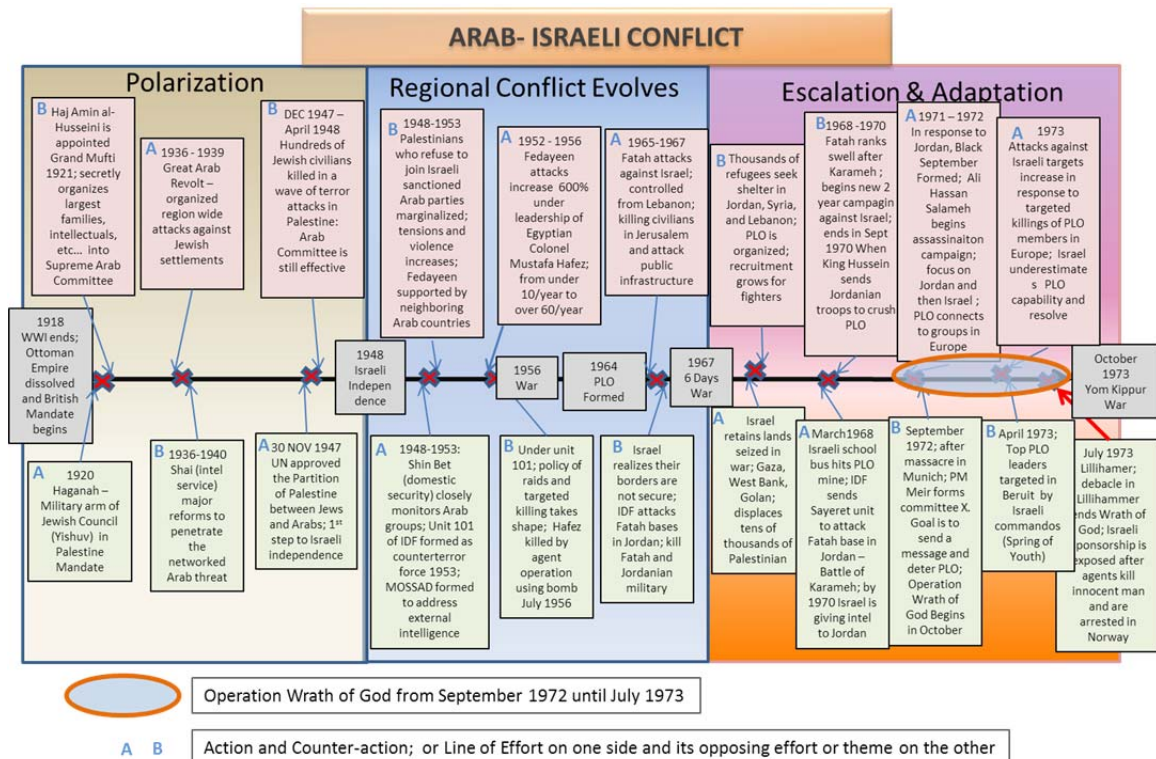 ARAB- ISRAELI CONFLICT
Polarization
Regional Conflict Evolves
Escalation & Adaptation
B
Haj Amin al-
Husseini is
appointed
Grand Mufti
1921; secretly
organizes
largest
families,
intellectuals,
etc... into
Supreme Arab
Committee
A
1936 - 1939
Great Arab
Revolt –
organized
region wide
attacks against
Jewish
settlements
B
DEC 1947 –
April 1948
Hundreds of
Jewish civilians
killed in a
wave of terror
attacks in
Palestine:
Arab
Committee is
still effective
B
1948-1953
Palestinians
who refuse to
join Israeli
sanctioned
Arab parties
marginalized;
tensions and
violence
increases;
Fedayeen
supported by
neighboring
Arab countries
A
1952 - 1956
Fedayeen
attacks
increase 600%
under
leadership of
Egyptian
Colonel
Mustafa Hafez;
from under
10/year to
over 60/year
A
1965-1967
Fatah attacks
against Israel;
controlled
from Lebanon;
killing civilians
in Jerusalem
and attack
public
infrastructure
B
Thousands of
refugees seek
shelter in
Jordan, Syria,
and Lebanon;
PLO is
organized;
recruitment
grows for
fighters
B
1968 -1970
Fatah ranks
swell after
Karameh ;
begins new 2
year campaign
against Israel;
ends in Sept
1970 When
King Hussein
sends
Jordanian
troops to crush
PLO
A
1971 – 1972
In response to
Jordan, Black
September
Formed; Ali
Hassan
Salameh
begins
assassinaiton
campaign;
focus on
Jordan and
then Israel ;
PLO connects
to groups in
Europe
A
1973
Attacks against
Israeli targets
increase in
response to
targeted
killings of PLO
members in
Europe; Israel
underestimate
s PLO
capability and
resolve
1918
WWI ends;
Ottoman
Empire
dissolved
and British
Mandate
begins
1948
Israeli
Indepen
dence
1956
War
1964
PLO
Formed
1967
6 Days
War
October
1973
Yom Kippur
War
A
1920
Haganah –
Military arm of
Jewish Council
(Yishuv) in
Palestine
Mandate
B
1936-1940
Shai (intel
service)
major
reforms to
penetrate
the
networked
Arab threat
A
30 NOV 1947
UN approved
the Partition of
Palestine
between Jews
and Arabs; 1st
step to Israeli
independence
A
1948-1953:
Shin Bet
(domestic
security) closely
monitors Arab
groups; Unit 101
of IDF formed as
counterterror
force 1953;
MOSSAD formed
to address
external
intelligence
B
Under unit
101; policy of
raids and
targeted
killing takes
shape; Hafez
killed by agent
operation
using bomb
July 1956
B
Israel
realizes their
borders are
not secure;
IDF attacks
Fatah bases
in Jordan; kill
Fatah and
Jordanian
military
A
Israel
retains lands
seized in
war; Gaza,
West Bank,
Golan;
displaces
tens of
thousands of
Palestinian
A
March1968
Israeli school
bus hits PLO
mine; IDF
sends
Sayeret unit
to attack
Fatah base in
Jordan –
Battle of
Karameh; by
1970 Israel is
giving intel
to Jordan
B
September
1972; after
massacre in
Munich; PM
Meir forms
committee X.
Goal is to
send a
message and
deter PLO;
Operation
Wrath of
God Begins
in October
B
April 1973;
Top PLO
leaders
targeted in
Beruit by
Israeli
commandos
(Spring of
Youth)
July 1973
Lillihamer;
debacle in
Lillihammer
ends Wrath of
God; Israeli
sponsorship is
exposed after
agents kill
innocent man
and are
arrested in
Norway
Operation Wrath of God from September 1972 until July 1973
A B
Action and Counter-action; or Line of Effort on one side and its opposing effort or theme on the other